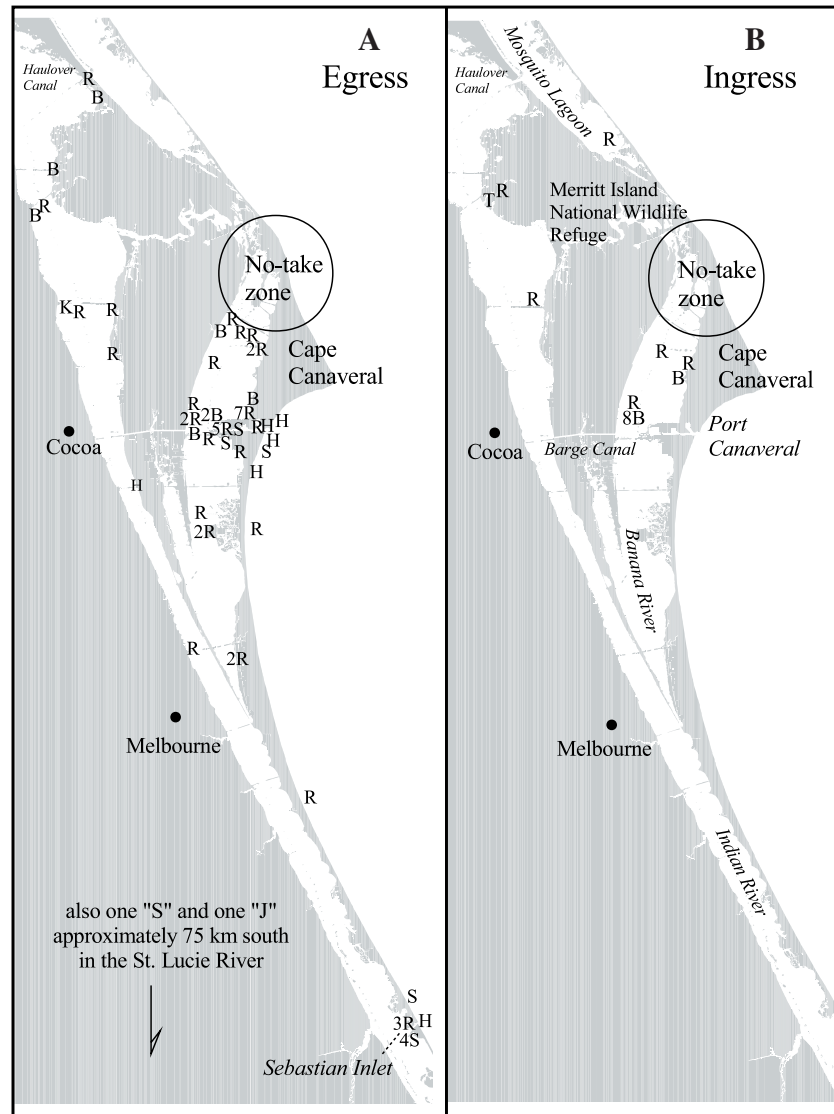 A
Egress
Haulover
Canal
R
B
B
R
B
No-take
zone
K
R
R
R
R
B
R
R
2R
R
Cape
Canaveral
B
R
7R
2R
2B
H
5R
S
R
H
B
R
S
H
Cocoa
R
S
H
H
R
2R
R
R
2R
Melbourne
R
also one "S" and one "J"
approximately 75 km south
in the St. Lucie River
S
3R
H
4S
Sebastian Inlet
B
Ingress
Mosquito Lagoon
Haulover
Canal
R
R
T
Merritt Island
National Wildlife
Refuge
No-take
zone
R
R
R
B
Cape
Canaveral
R
8B
Port
Canaveral
Cocoa
Barge Canal
Banana River
Melbourne
Indian River